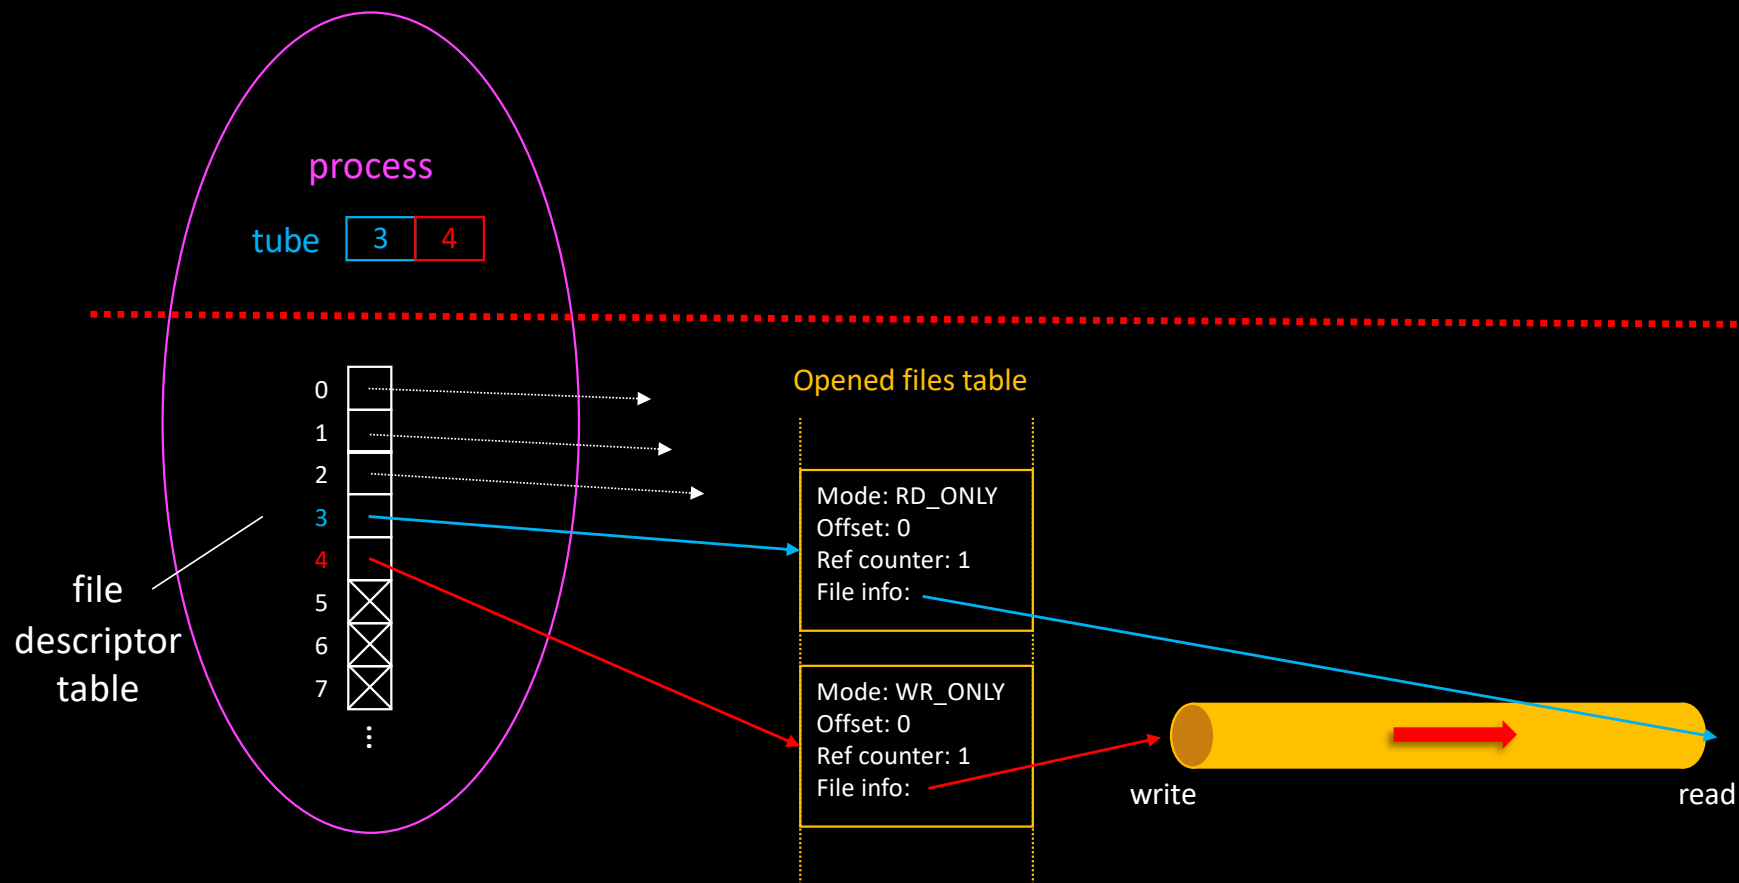 process
tube 3 4
Opened files table
0
1
2
3
4
5
6
7
file
descriptor
table
Mode: RD_ONLY
Offset: 0
Ref counter: 1
File info:
Mode: WR_ONLY
Offset: 0
Ref counter: 1
File info:
write
read